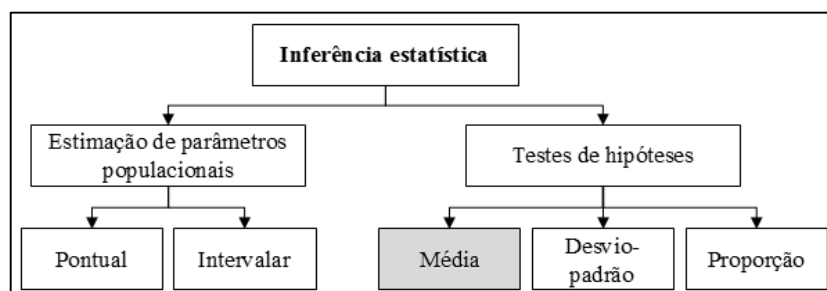 Inferência estatística
Estimação de parâmetros
populacionais
Testes de hipóteses
Pontual
Intervalar
Média
Desvio-
padrão
Proporção